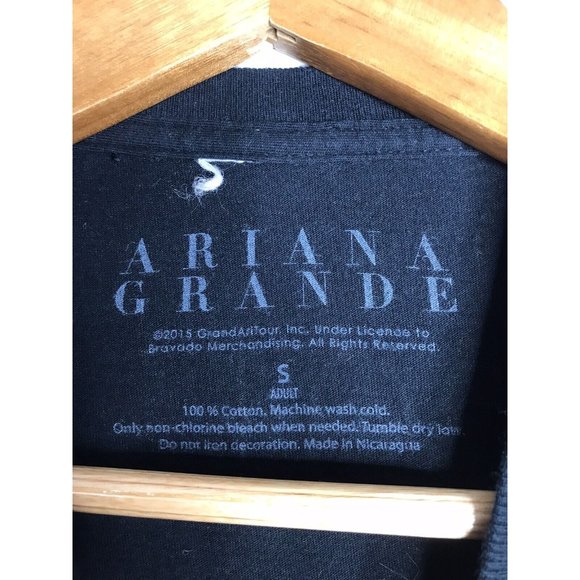 ARIANA
GRANDE
©2015 GrandAriTour, Inc. Under License to
Bravado Merchandising. All Rights Reserved.
S
ADULT
100 % Cotton. Machine wash cold.
Only non-chlorine bleach when needed. Tumble dry low.
Do not iron decoration. Made in Nicaragua